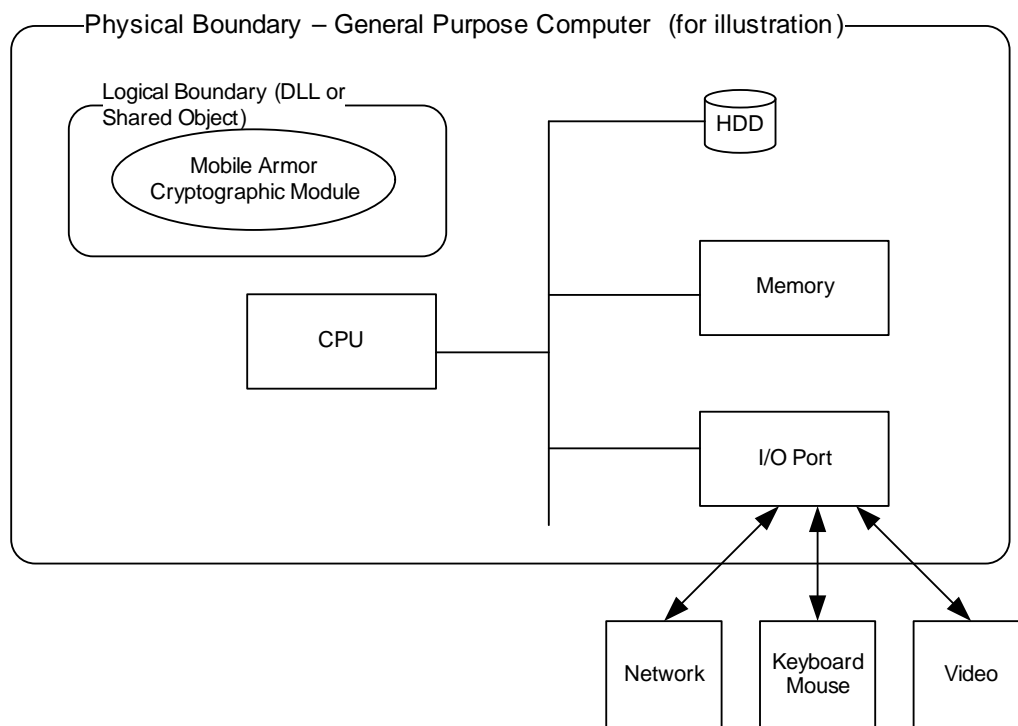 Physical Boundary – General Purpose Computer (for illustration)
Logical Boundary (DLL or
Shared Object)
Mobile Armor
Cryptographic Module
HDD
Memory
CPU
I/O Port
Network
Keyboard
Mouse
Video